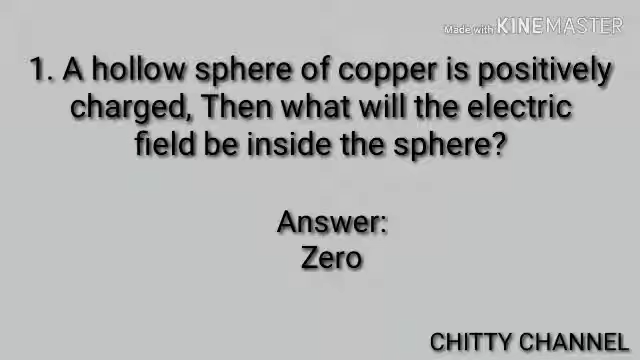 Made with KINEMASTER
1. A hollow sphere of copper is positively
charged, Then what will the electric
field be inside the sphere?
Answer:
Zero
CHITTY CHANNEL